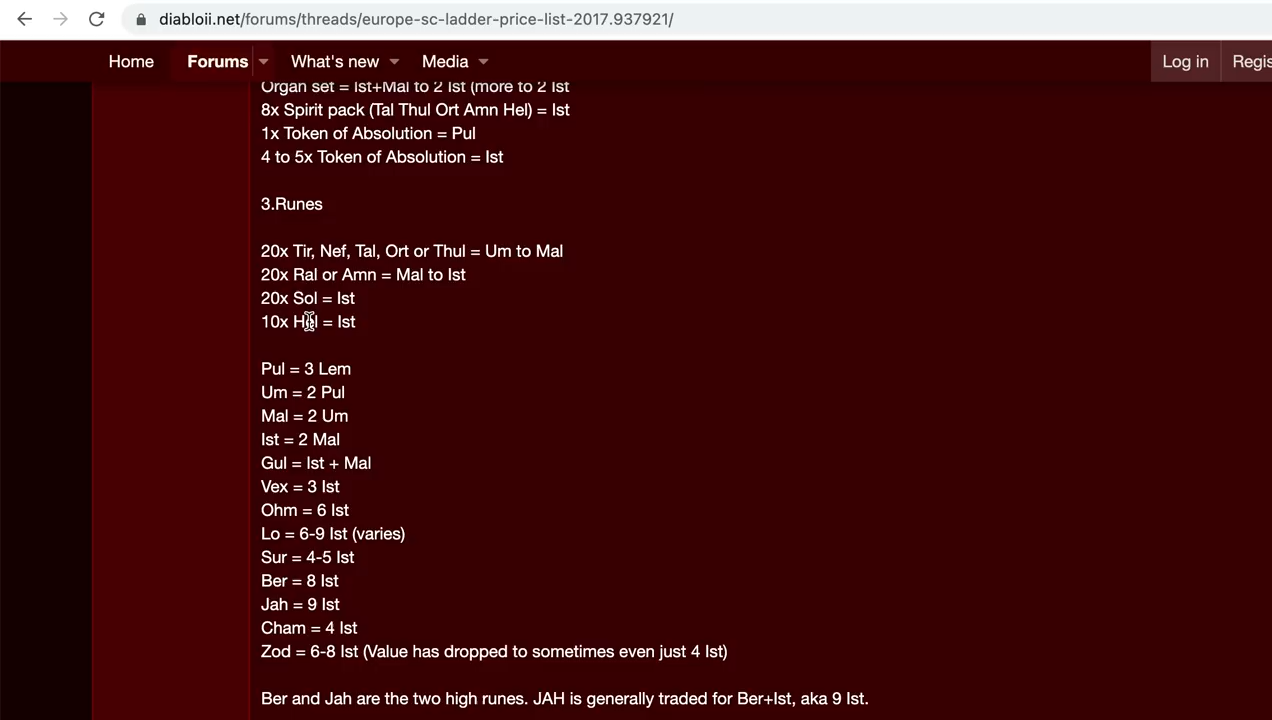 diabloii.net/forums/threads/europe-sc-ladder-price-list-2017.937921/
Home Forums What's new Media Log in Regis
Organ set = Ist+Mal to 2 Ist (more to 2 Ist
8x Spirit pack (Tal Thul Ort Amn Hel) = Ist
1x Token of Absolution = Pul
4 to 5x Token of Absolution = Ist
3.Runes
20x Tir, Nef, Tal, Ort or Thul = Um to Mal
20x Ral or Amn = Mal to Ist
20x Sol = Ist
10x Hel = Ist
Pul = 3 Lem
Um = 2 Pul
Mal = 2 Um
Ist = 2 Mal
Gul = Ist + Mal
Vex = 3 Ist
Ohm = 6 Ist
Lo = 6-9 Ist (varies)
Sur = 4-5 Ist
Ber = 8 Ist
Jah = 9 Ist
Cham = 4 Ist
Zod = 6-8 Ist (Value has dropped to sometimes even just 4 Ist)
Ber and Jah are the two high runes. JAH is generally traded for Ber+Ist, aka 9 Ist.